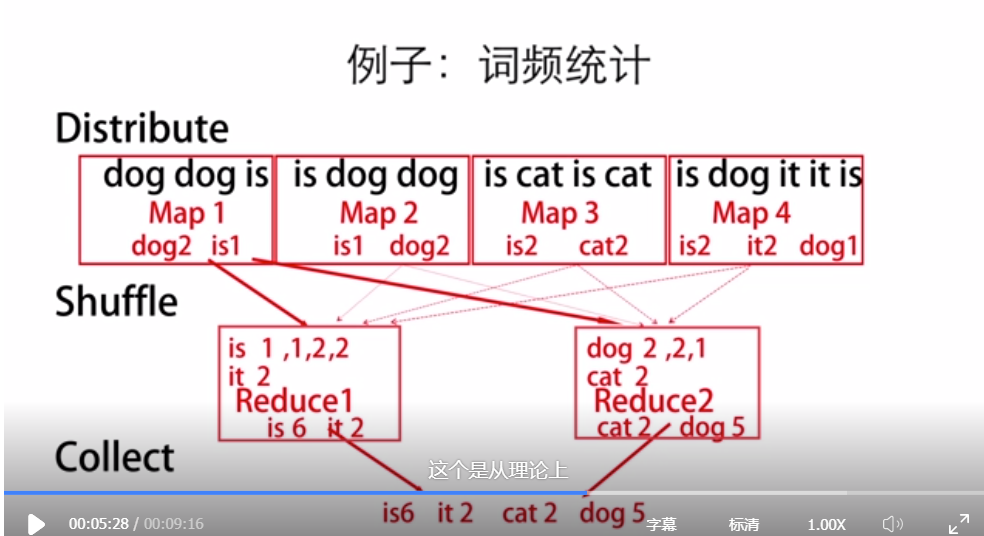 例子：词频统计
Distribute
dog dog is
is dog dog
is cat is cat
is dog it it is
Map 1
Map 2
Map 3
Map 4
dog2 is1
is1 dog2
is2 cat2
is2 it2 dog1
Shuffle
is 1 ,1,2,2
it 2
Reduce1
is 6 it 2
dog 2 ,2,1
cat 2
Reduce2
cat 2 dog 5
Collect
这个是从理论上
is6 it 2 cat 2 dog 5
00:05:28 / 00:09:16
字幕
标清
1.00X